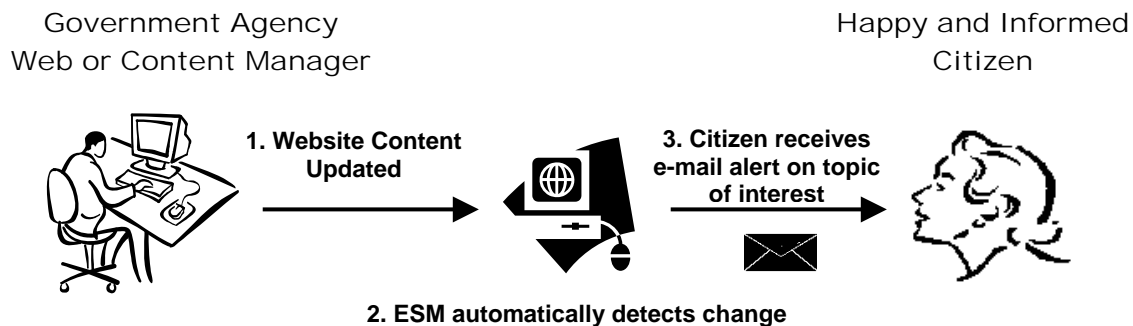 Government Agency
Web or Content Manager
Happy and Informed
Citizen
1. Website Content
Updated
3. Citizen receives
e-mail alert on topic
of interest
2. ESM automatically detects change